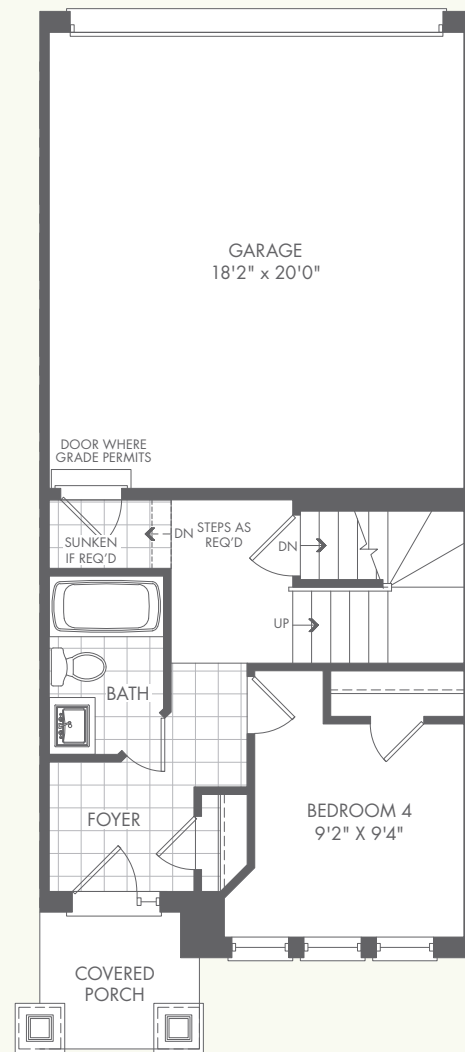 GARAGE
18'2" x 20'0"
DOOR WHERE
GRADE PERMITS
SUNKEN
IF REQ'D
DN
STEPS AS
REQ'D
DN
UP
BATH
FOYER
BEDROOM 4
9'2" X 9'4"
COVERED
PORCH